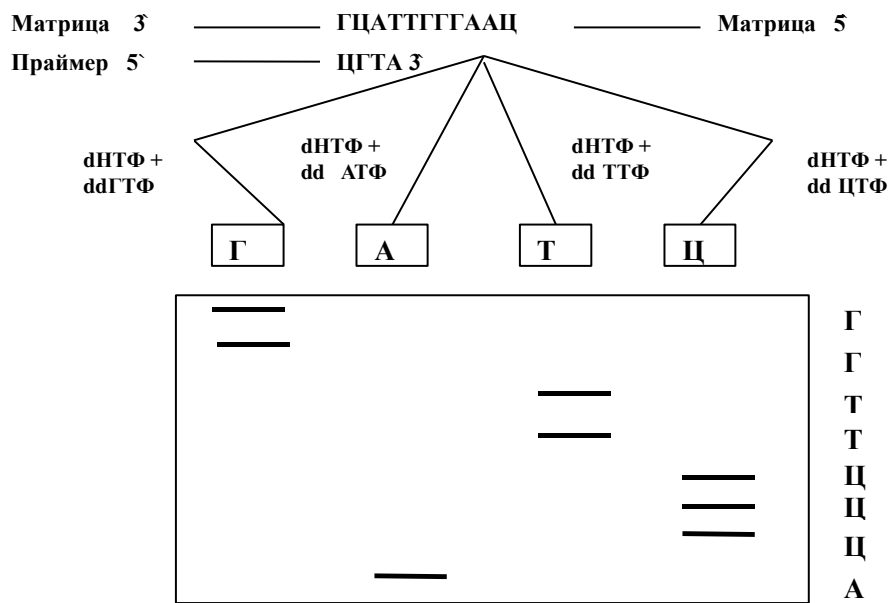 Матрица 3` ГЦАТТГГГААЦ Матрица 5`
Праймер 5` ЦГТА 3`
dНТФ +
ddГТФ
dНТФ +
dd АТФ
dНТФ +
dd ТТФ
dНТФ +
dd ЦТФ
Г А Т Ц
Г
Г
Т
Т
Ц
Ц
Ц
А